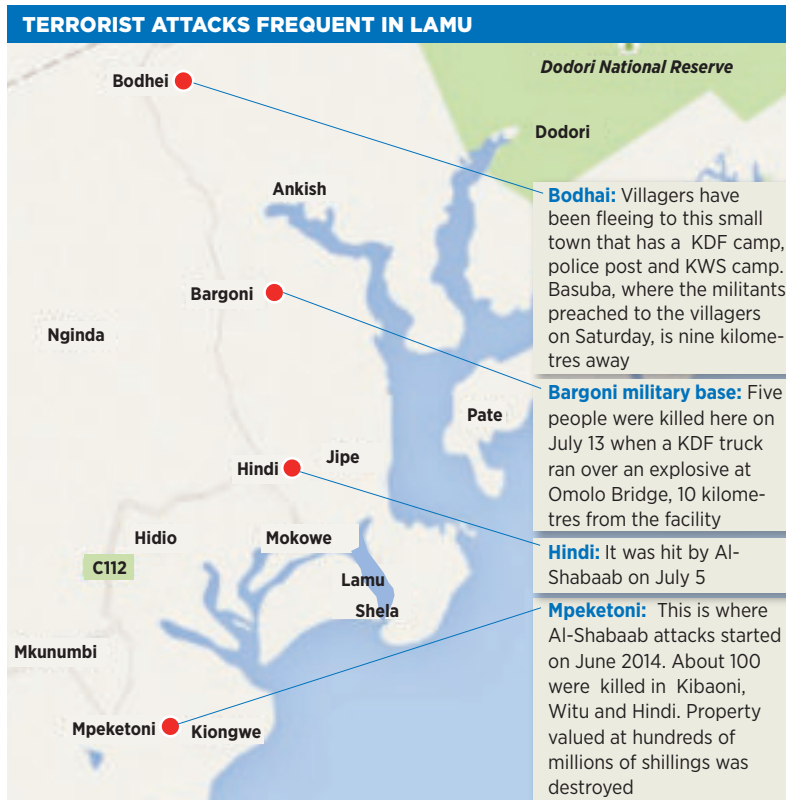 TERRORIST ATTACKS FREQUENT IN LAMU
Bodhei
Dodori National Reserve
Dodori
Ankish
Bargoni
Nginda
Pate
Hindi
Jipe
Hidio
Mokowe
C112
Lamu
Shela
Mkunumbi
Mpeketoni
Kiongwe
Bodhai: Villagers have
been fleeing to this small
town that has a KDF camp,
police post and KWS camp.
Basuba, where the militants
preached to the villagers
on Saturday, is nine kilome-
tres away
Bargoni military base: Five
people were killed here on
July 13 when a KDF truck
ran over an explosive at
Omolo Bridge, 10 kilome-
tres from the facility
Hindi: It was hit by Al-
Shabaab on July 5
Mpeketoni: This is where
Al-Shabaab attacks started
on June 2014. About 100
were killed in Kibaoni,
Witu and Hindi. Property
valued at hundreds of
millions of shillings was
destroyed